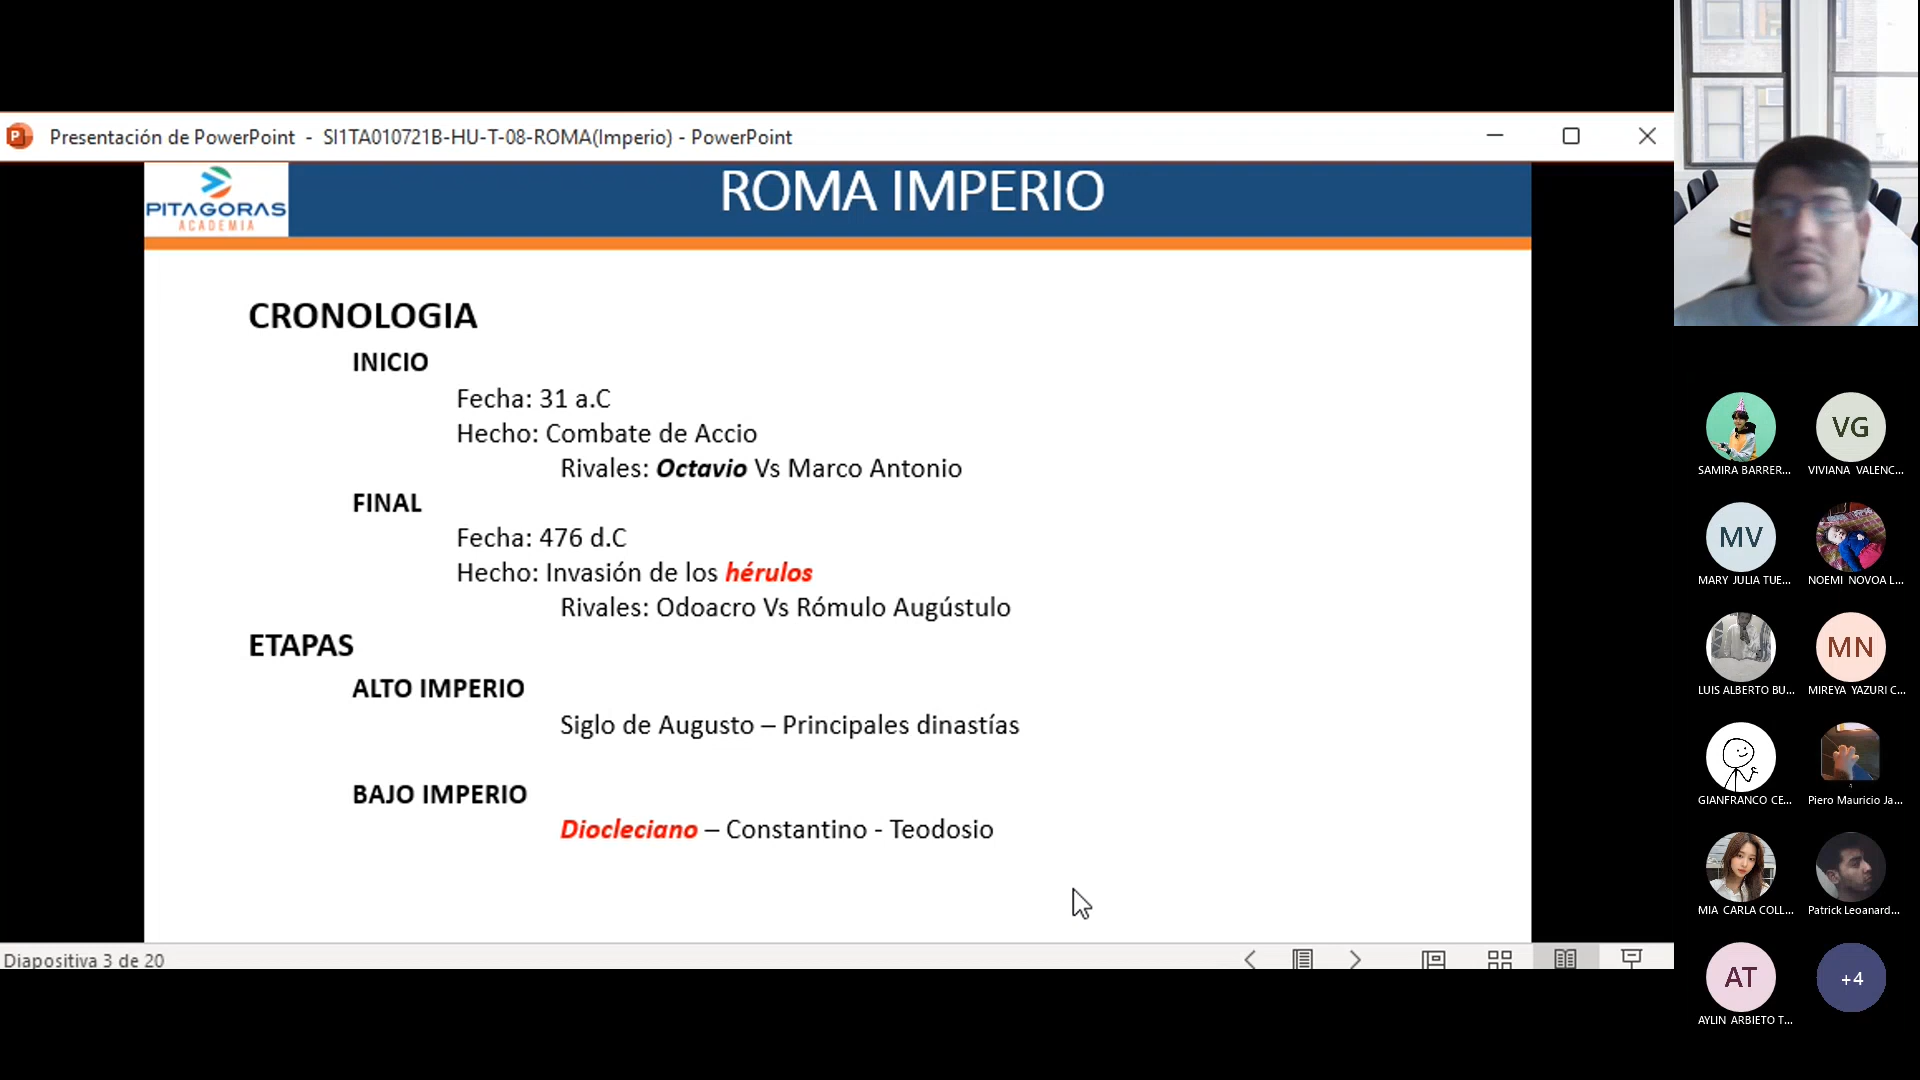 Presentación de PowerPoint - SI1TA010721B-HU-T-08-ROMA(Imperio) - PowerPoint
PITAGORAS
ACADEMIA
ROMA IMPERIO
CRONOLOGIA
INICIO
Fecha: 31 a.C
Hecho: Combate de Accio
Rivales: Octavio Vs Marco Antonio
FINAL
Fecha: 476 d.C
Hecho: Invasión de los hérulos
Rivales: Odoacro Vs Rómulo Augústulo
ETAPAS
ALTO IMPERIO
Siglo de Augusto – Principales dinastías
BAJO IMPERIO
Diocleciano – Constantino - Teodosio
Diapositiva 3 de 20
VG
SAMIRA BARRER... VIVIANA VALENC...
MV
MARY JULIA TUE... NOEMI NOVOA L...
MN
LUIS ALBERTO BU... MIREYA YAZURI C...
GIANFRANCO CE... Piero Mauricio Ja...
MIA CARLA COLL... Patrick Leoanard...
AT +4
AYLIN ARBIETO T...